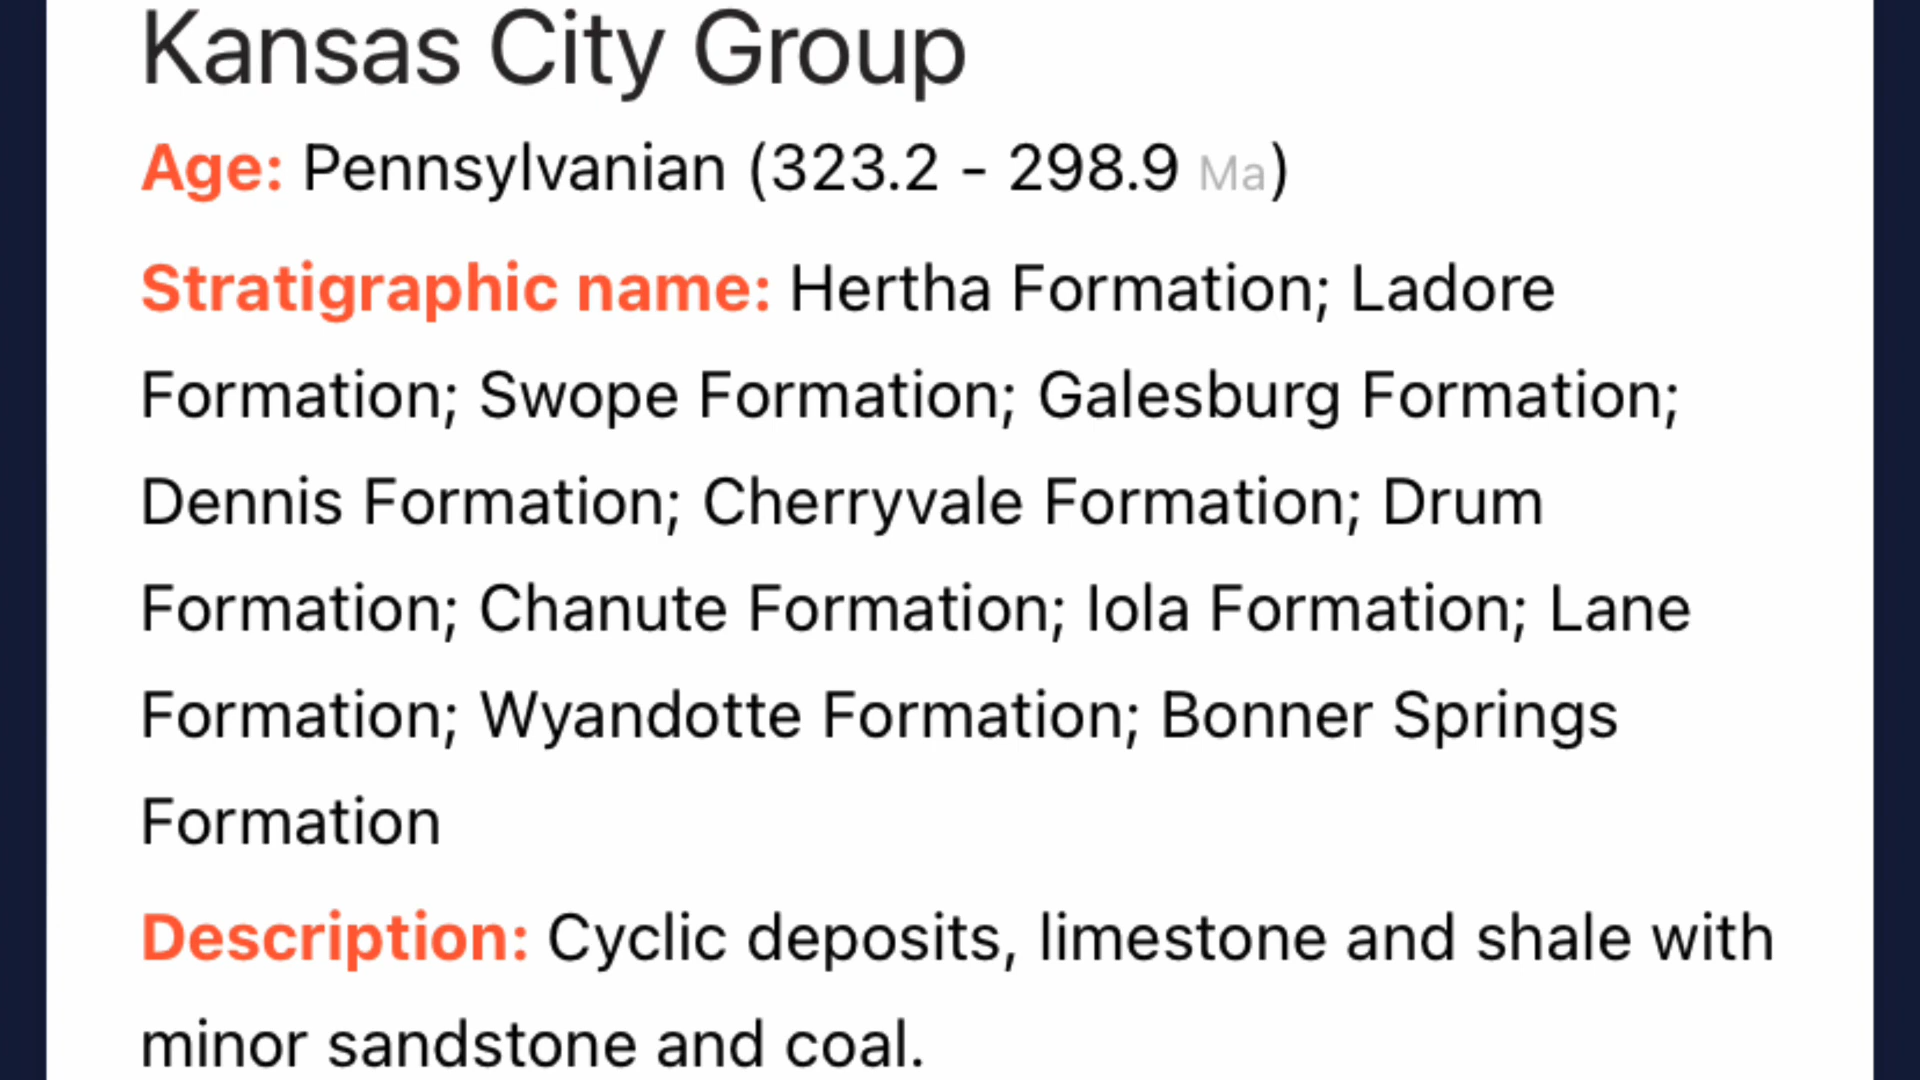 Kansas City Group
Age: Pennsylvanian (323.2 - 298.9 Ma)
Stratigraphic name: Hertha Formation; Ladore
Formation; Swope Formation; Galesburg Formation;
Dennis Formation; Cherryvale Formation; Drum
Formation; Chanute Formation; Iola Formation; Lane
Formation; Wyandotte Formation; Bonner Springs
Formation
Description: Cyclic deposits, limestone and shale with
minor sandstone and coal.